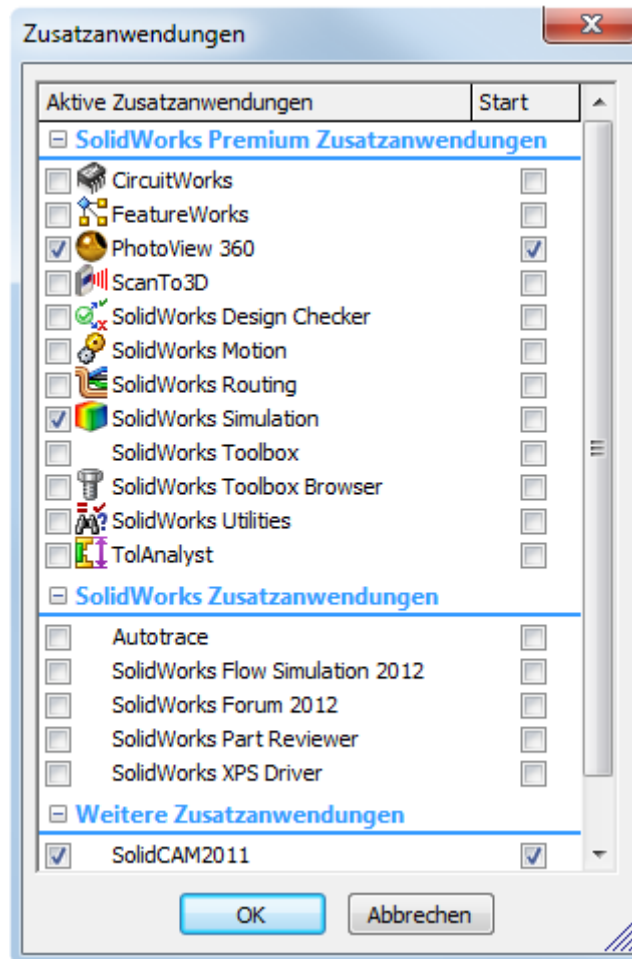 Zusatzanwendungen
Aktive Zusatzanwendungen Start
SolidWorks Premium Zusatzanwendungen
CircuitWorks
FeatureWorks
PhotoView 360
ScanTo3D
SolidWorks Design Checker
SolidWorks Motion
SolidWorks Routing
SolidWorks Simulation
SolidWorks Toolbox
SolidWorks Toolbox Browser
SolidWorks Utilities
TolAnalyst
SolidWorks Zusatzanwendungen
Autotrace
SolidWorks Flow Simulation 2012
SolidWorks Forum 2012
SolidWorks Part Reviewer
SolidWorks XPS Driver
Weitere Zusatzanwendungen
SolidCAM2011
OK Abbrechen